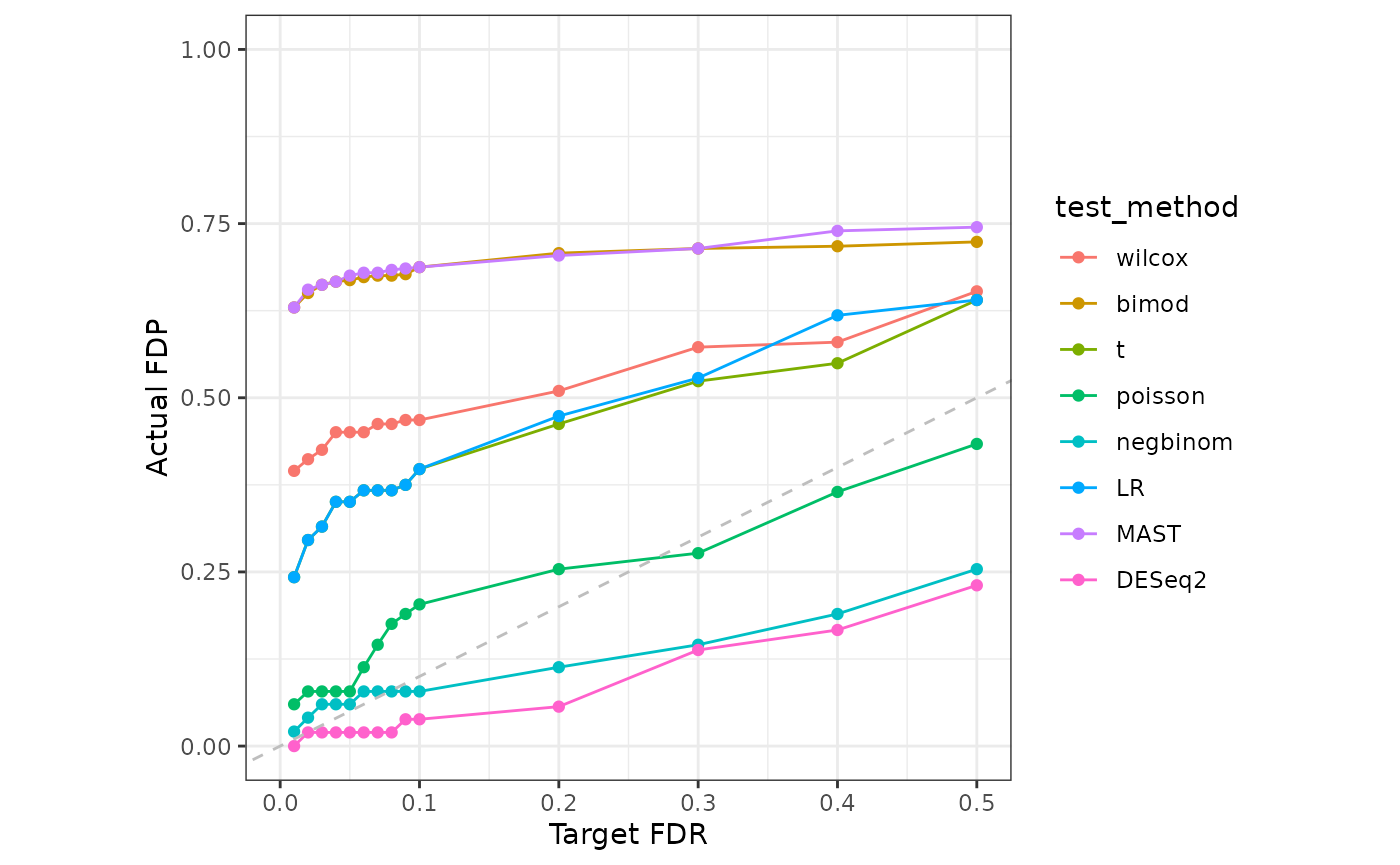 1.00
0.75
0.50
0.25
0.00
Actual FDP
0.0 0.1 0.2 0.3 0.4 0.5
Target FDR
test_method
wilcox
bimod
t
poisson
negbinom
LR
MAST
DESeq2